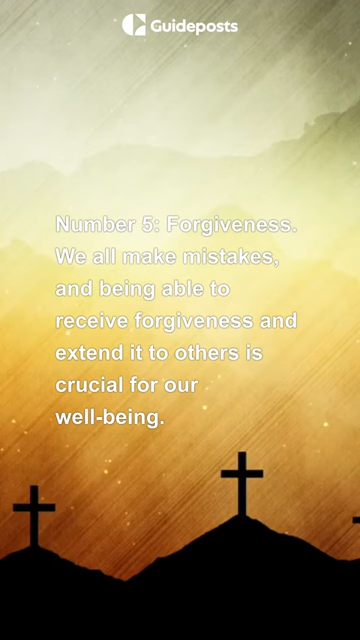 Guideposts
Number 5: Forgiveness.
We all make mistakes,
and being able to
receive forgiveness and
extend it to others is
crucial for our
well-being.